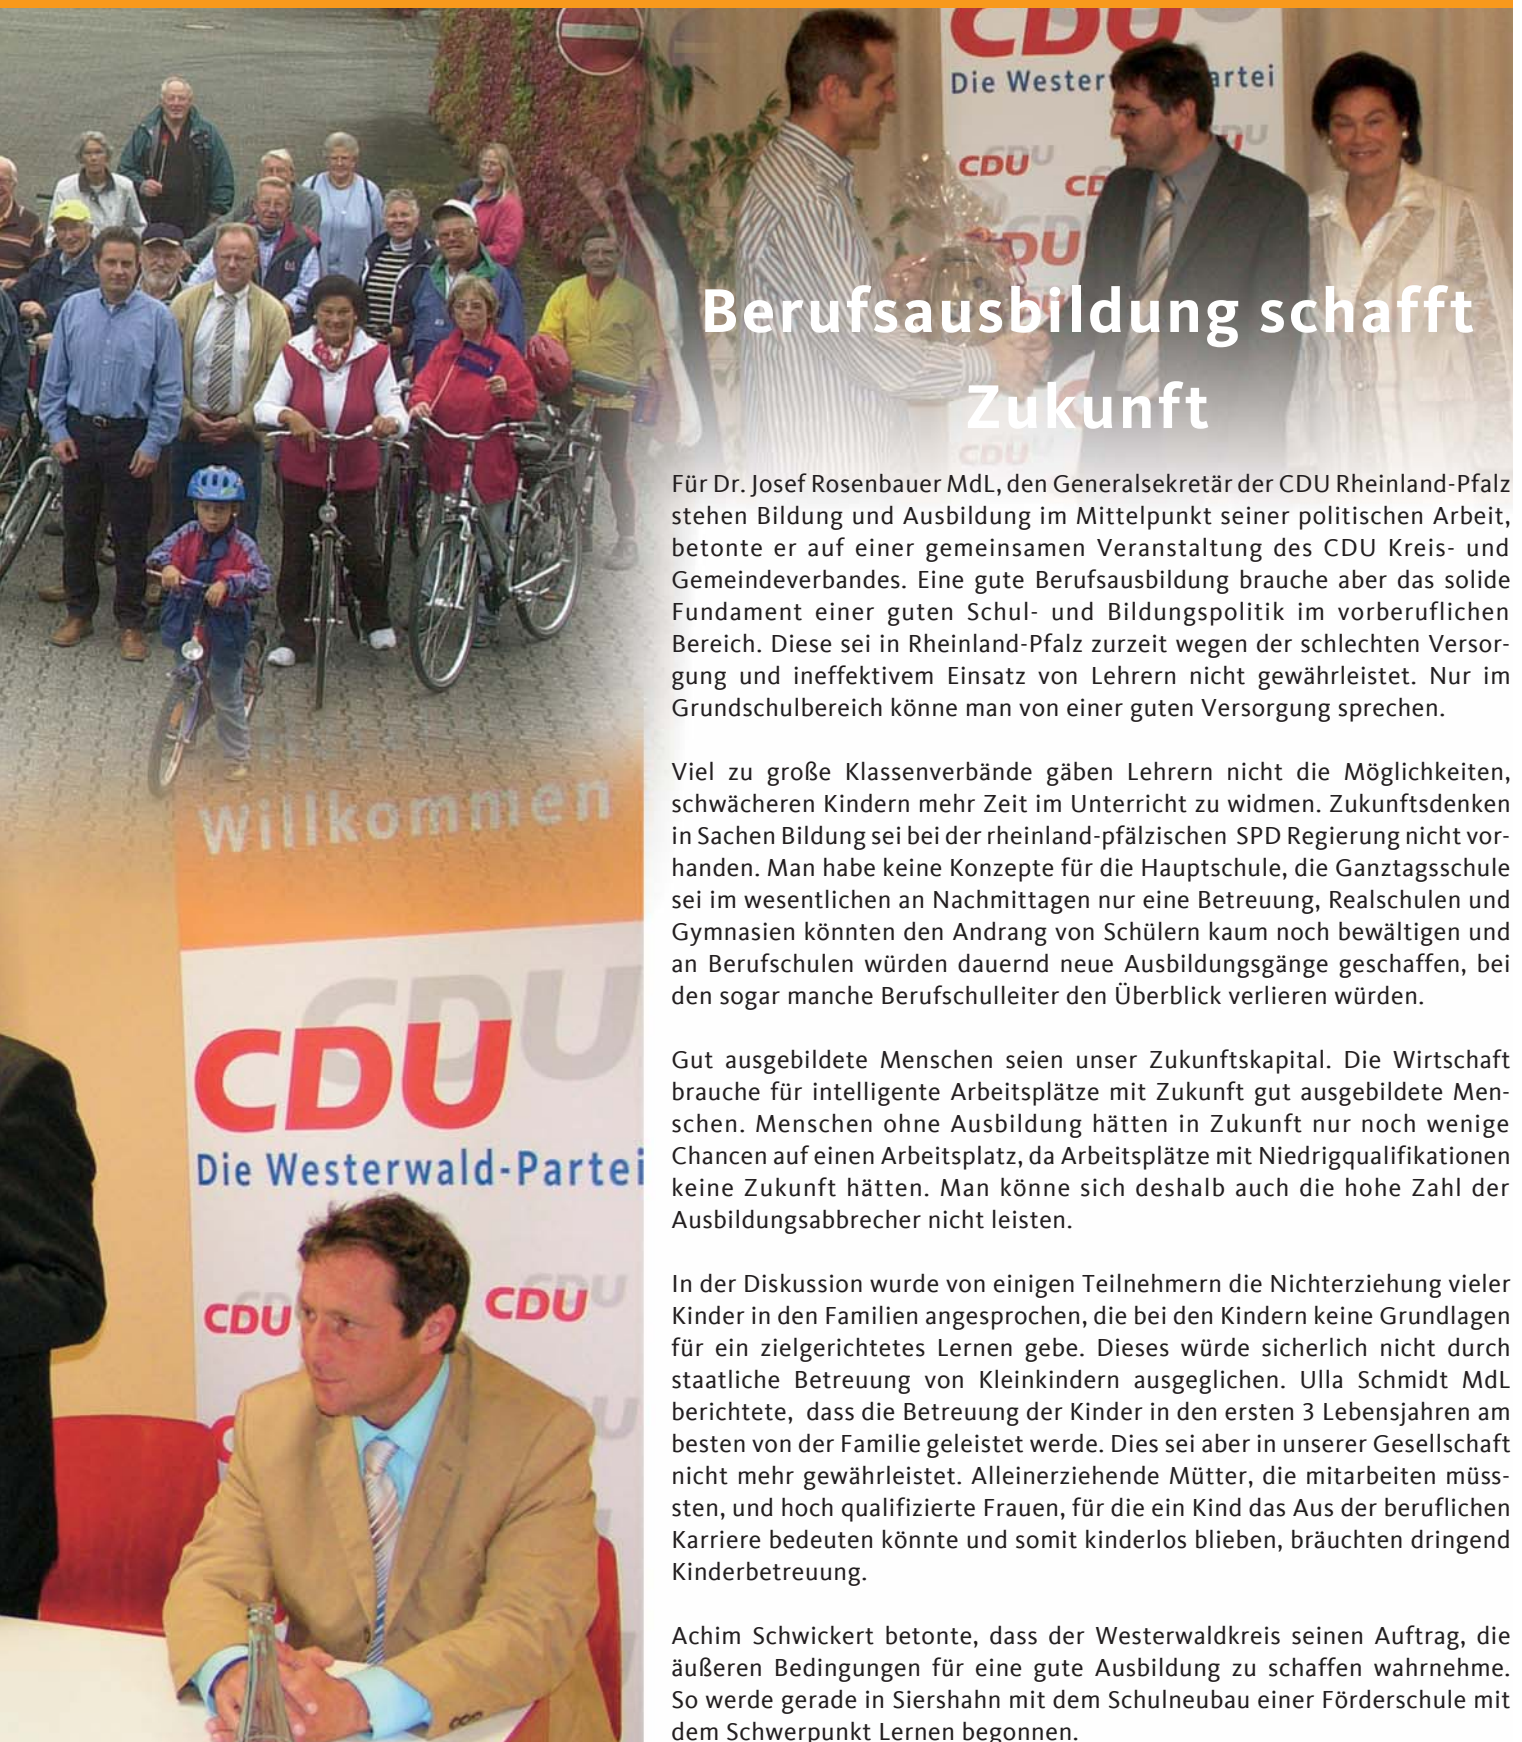 CDU
Die Wester artei
CDU
CD
DU
CDU
Berufsausbildung schafft
Zukunft
Für Dr. Josef Rosenbauer MdL, den Generalsekretär der CDU Rheinland-Pfalz
stehen Bildung und Ausbildung im Mittelpunkt seiner politischen Arbeit,
betonte er auf einer gemeinsamen Veranstaltung des CDU Kreis- und
Gemeindeverbandes. Eine gute Berufsausbildung brauche aber das solide
Fundament einer guten Schul- und Bildungspolitik im vorberuflichen
Bereich. Diese sei in Rheinland-Pfalz zurzeit wegen der schlechten Versor-
gung und ineffektivem Einsatz von Lehrern nicht gewährleistet. Nur im
Grundschulbereich könne man von einer guten Versorgung sprechen.
Viel zu große Klassenverbände gäben Lehrern nicht die Möglichkeiten,
schwächeren Kindern mehr Zeit im Unterricht zu widmen. Zukunftsdenken
in Sachen Bildung sei bei der rheinland-pfälzischen SPD Regierung nicht vor-
handen. Man habe keine Konzepte für die Hauptschule, die Ganztagsschule
sei im wesentlichen an Nachmittagen nur eine Betreuung, Realschulen und
Gymnasien könnten den Andrang von Schülern kaum noch bewältigen und
an Berufschulen würden dauernd neue Ausbildungsgänge geschaffen, bei
den sogar manche Berufschulleiter den Überblick verlieren würden.
Gut ausgebildete Menschen seien unser Zukunftskapital. Die Wirtschaft
brauche für intelligente Arbeitsplätze mit Zukunft gut ausgebildete Men-
schen. Menschen ohne Ausbildung hätten in Zukunft nur noch wenige
Chancen auf einen Arbeitsplatz, da Arbeitsplätze mit Niedrigqualifikationen
keine Zukunft hätten. Man könne sich deshalb auch die hohe Zahl der
Ausbildungsabbrecher nicht leisten.
In der Diskussion wurde von einigen Teilnehmern die Nichterziehung vieler
Kinder in den Familien angesprochen, die bei den Kindern keine Grundlagen
für ein zielgerichtetes Lernen gebe. Dieses würde sicherlich nicht durch
staatliche Betreuung von Kleinkindern ausgeglichen. Ulla Schmidt MdL
berichtete, dass die Betreuung der Kinder in den ersten 3 Lebensjahren am
besten von der Familie geleistet werde. Dies sei aber in unserer Gesellschaft
nicht mehr gewährleistet. Alleinerziehende Mütter, die mitarbeiten müss-
sten, und hoch qualifizierte Frauen, für die ein Kind das Aus der beruflichen
Karriere bedeuten könnte und somit kinderlos blieben, bräuchten dringend
Kinderbetreuung.
Achim Schwickert betonte, dass der Westerwaldkreis seinen Auftrag, die
äußeren Bedingungen für eine gute Ausbildung zu schaffen wahrnehme.
So werde gerade in Siershahn mit dem Schulneubau einer Förderschule mit
dem Schwerpunkt Lernen begonnen.
Willkommen
CDU
Die Westerwald-Partei
CDU
CDU